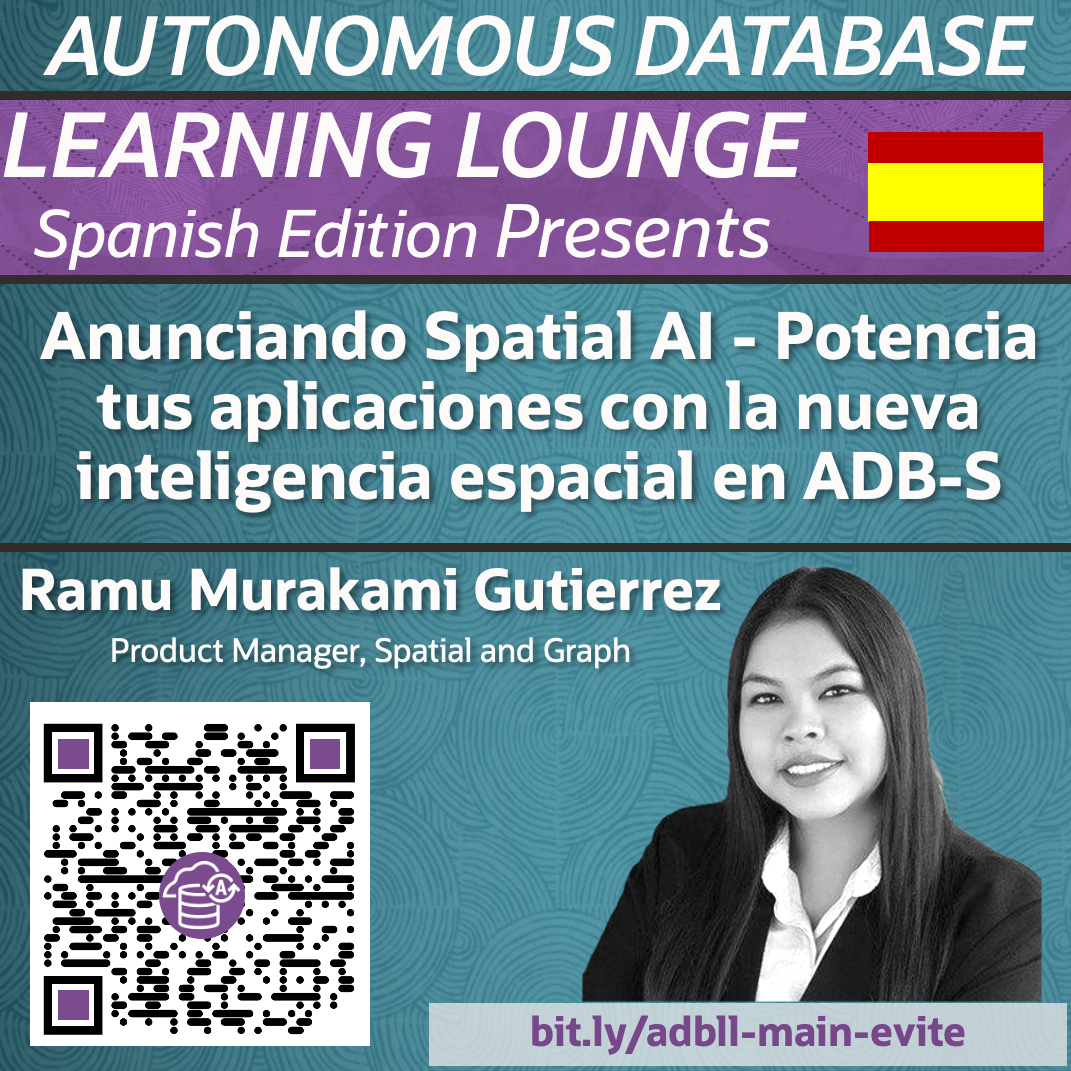 AUTONOMOUS DATABASE
LEARNING LOUNGE
Spanish Edition Presents
Anunciando Spatial AI - Potencia
tus aplicaciones con la nueva
inteligencia espacial en ADB-S
Ramu Murakami Gutierrez
Product Manager, Spatial and Graph
A
bit.ly/adbll-main-evite